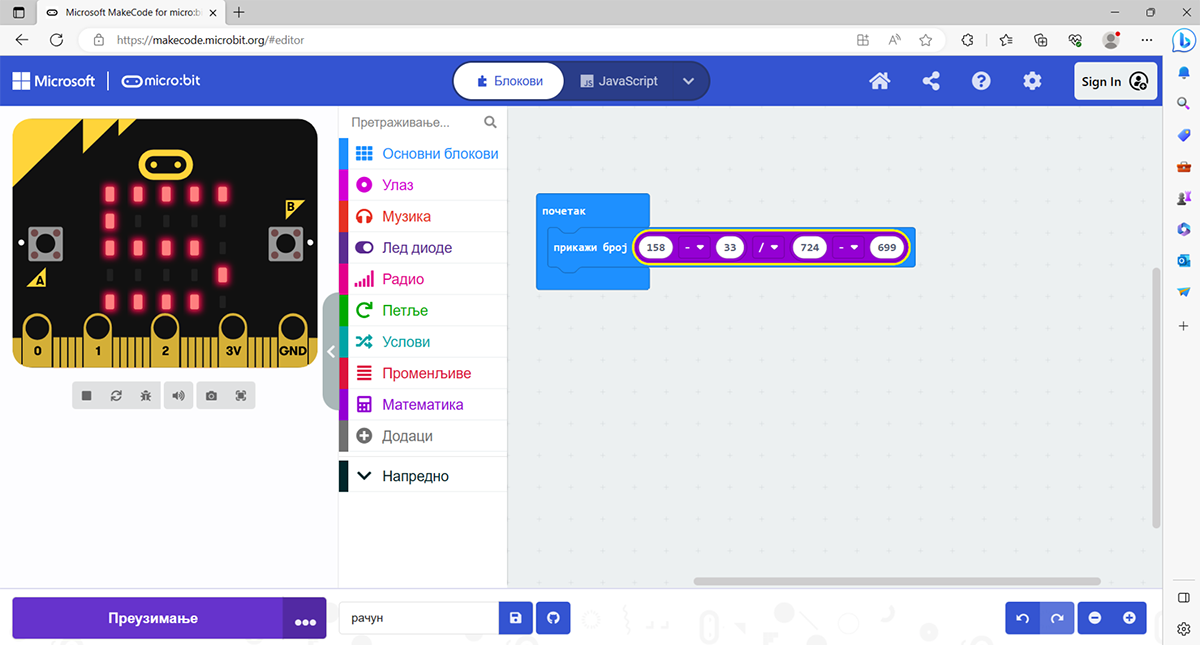 Microsoft MakeCode for micro:b
https://makecode.microbit.org/#editor
Microsoft
micro:bit
Блокови
JS JavaScript
Sign In
B
A
0 1 2 3V GND
Претраживање...
Основни блокови
Улаз
Музика
Лед диоде
Радио
Петље
Услови
Променљиве
Математика
Додаци
Напредно
почетак
прикажи број 158 - 33 / 724 - 699
Преузимање
рачун